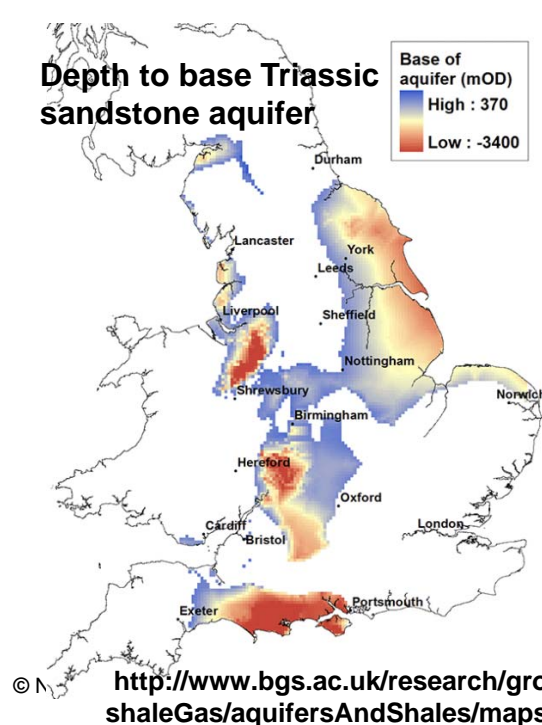 Depth to base Triassic
sandstone aquifer
Base of
aquifer (mOD)
High : 370
Low : -3400
Durham
Lancaster
York
Leeds
Liverpool
Sheffield
Nottingham
Shrewsbury
Norwich
Birmingham
Hereford
Oxford
Cardiff
London
Bristol
Exeter
Portsmouth
© N
http://www.bgs.ac.uk/research/gro
shaleGas/aquifersAndShales/maps